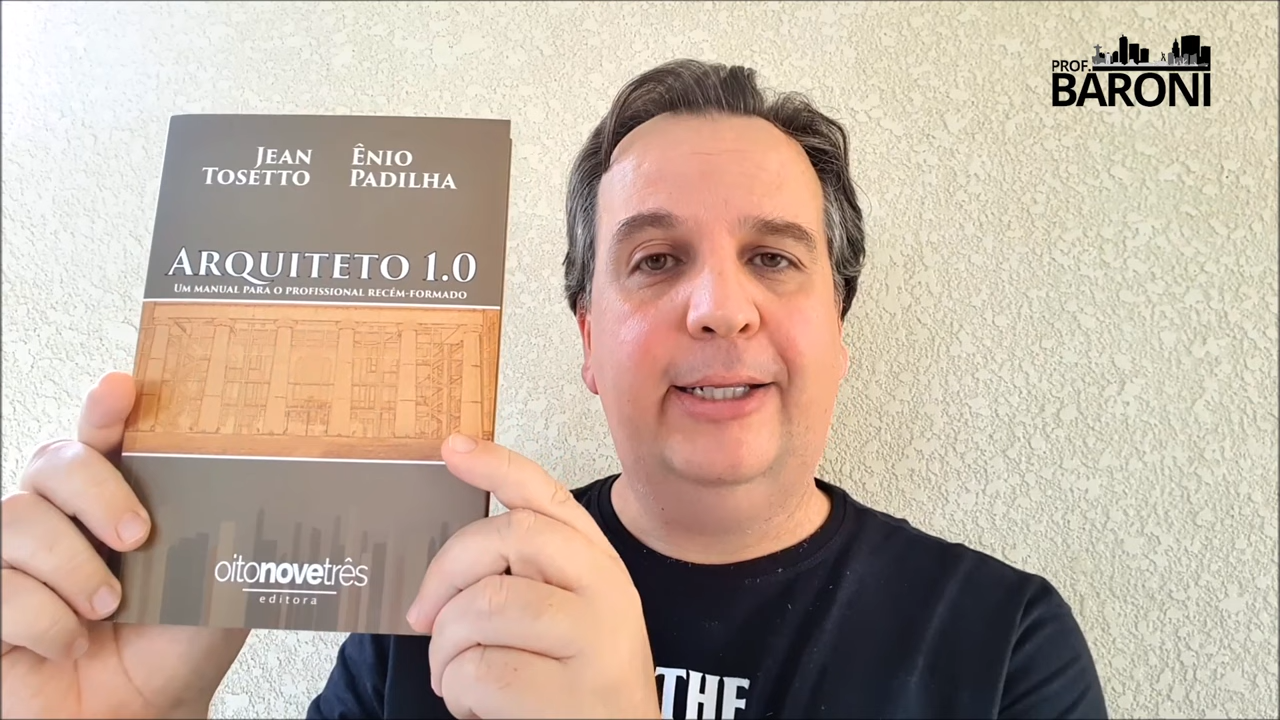 JEAN
TOSETTO
ÊNIO
PADILHA
ARQUITETO 1.0
UM MANUAL PARA O PROFISSIONAL RECÉM-FORMADO
oitonovetrês
editora
PROF.
BARONI
THE